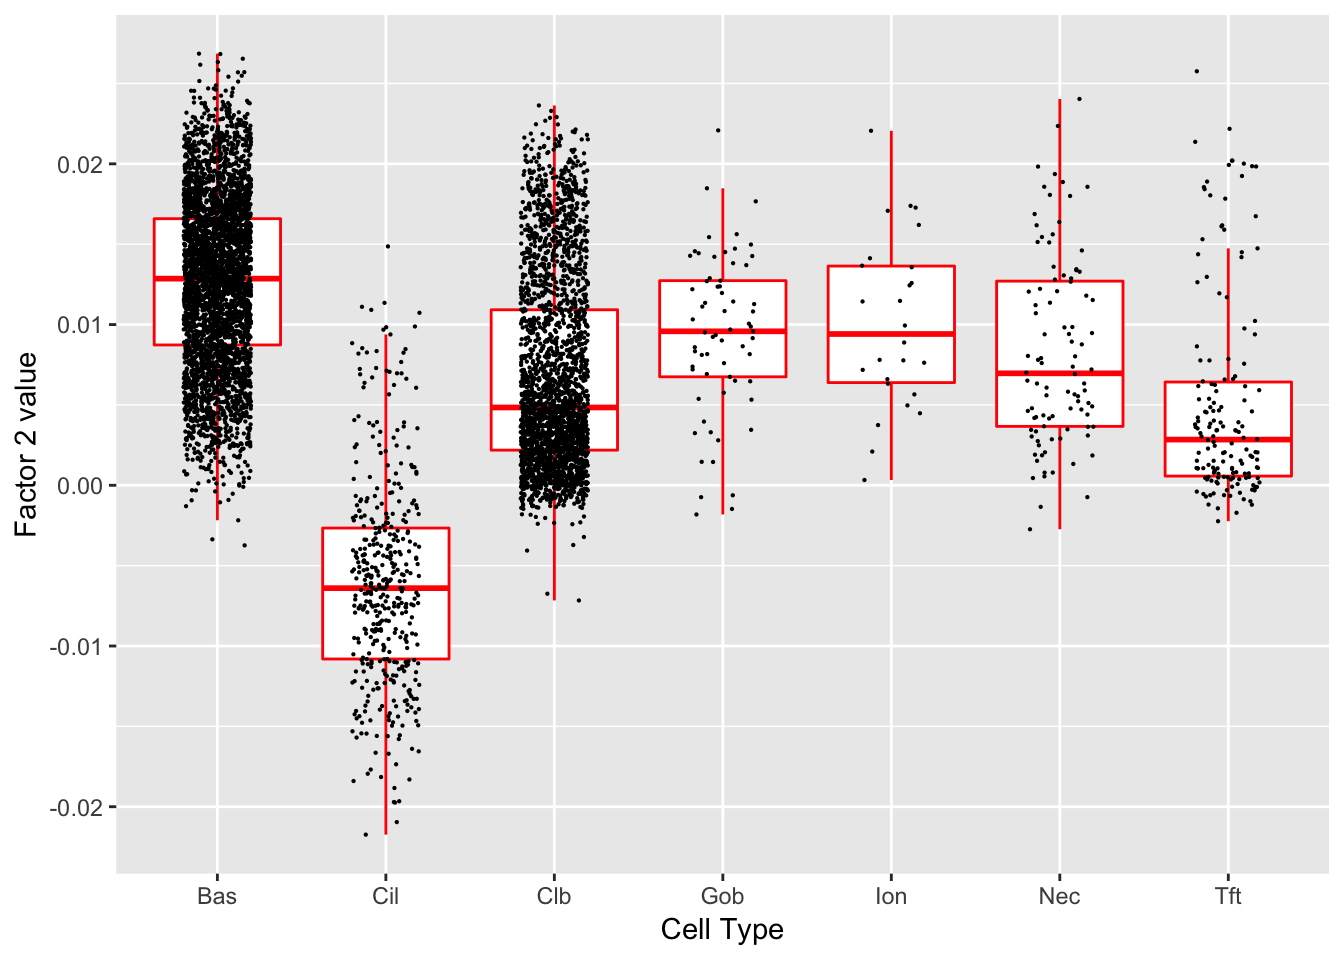 Factor 2 value
0.02
0.01
0.00
-0.01
-0.02
Bas Cil Clb Gob Ion Nec Tft
Cell Type